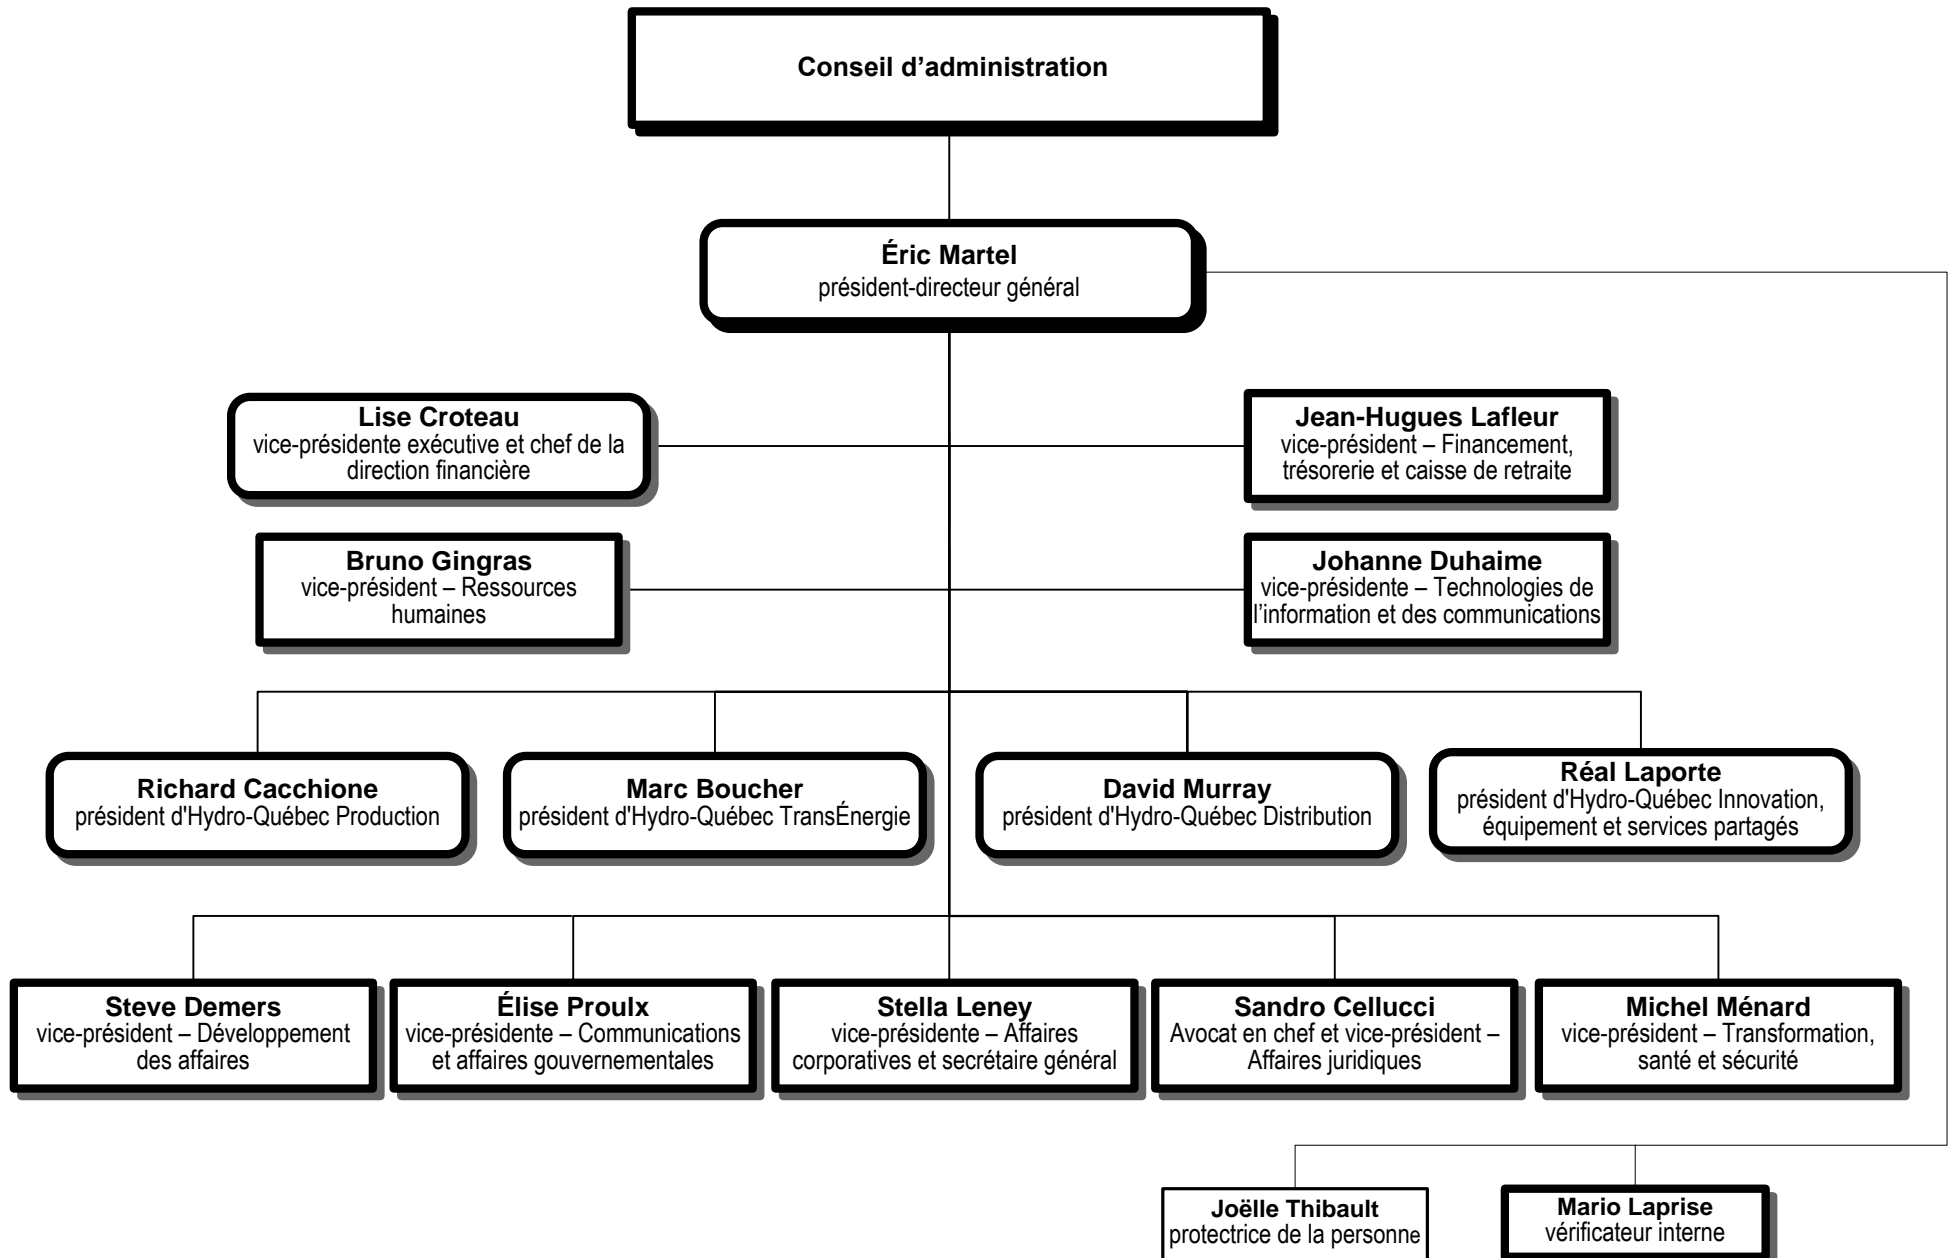 Conseil d’administration
Éric Martel
président-directeur général
Lise Croteau
vice-présidente exécutive et chef de la
direction financière
Jean-Hugues Lafleur
vice-président – Financement,
trésorerie et caisse de retraite
Bruno Gingras
vice-président – Ressources
humaines
Johanne Duhaime
vice-présidente – Technologies de
l’information et des communications
Richard Cacchione
président d'Hydro-Québec Production
Marc Boucher
président d'Hydro-Québec TransÉnergie
David Murray
président d'Hydro-Québec Distribution
Réal Laporte
président d'Hydro-Québec Innovation,
équipement et services partagés
Steve Demers
vice-président – Développement
des affaires
Élise Proulx
vice-présidente – Communications
et affaires gouvernementales
Stella Leney
vice-présidente – Affaires
corporatives et secrétaire général
Sandro Cellucci
Avocat en chef et vice-président –
Affaires juridiques
Michel Ménard
vice-président – Transformation,
santé et sécurité
Joëlle Thibault
protectrice de la personne
Mario Laprise
vérificateur interne